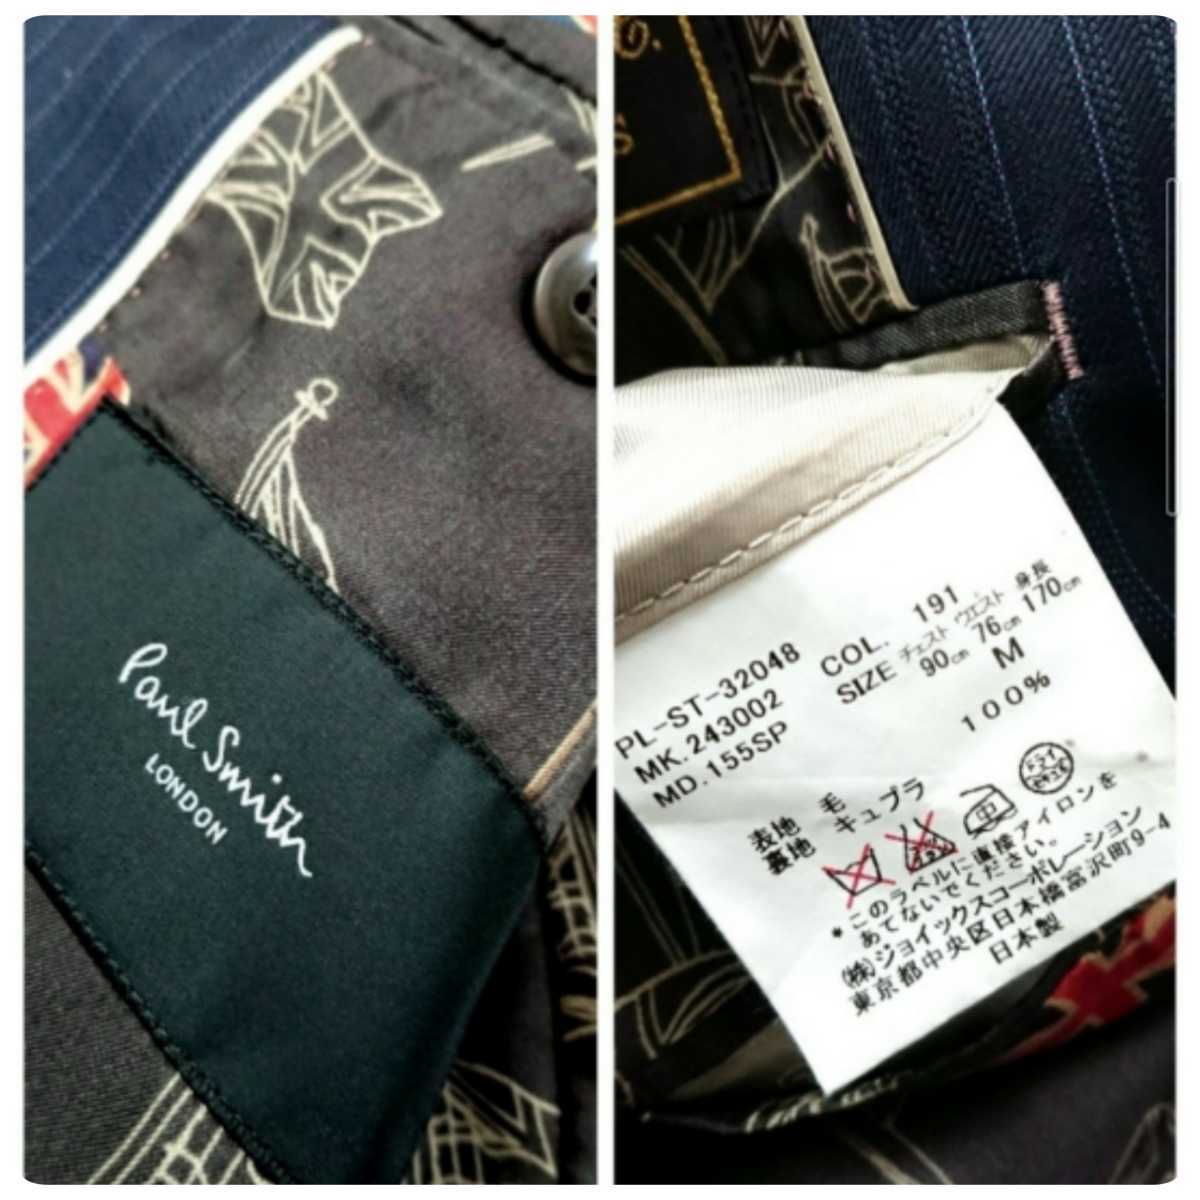 Paul Smith
LONDON
G.
S
PL-ST-32048
MK.243002
MD.155SP
COL. 191
SIZE チェスト ウエスト 身長
90cm 76cm 170cm
M
表地 毛 100%
裏地 キュプラ
ドライ
中
*このラベルに直接アイロンを
あてないでください。
(株)ジョイックスコーポレーション
東京都中央区日本橋富沢町9-4
日本製